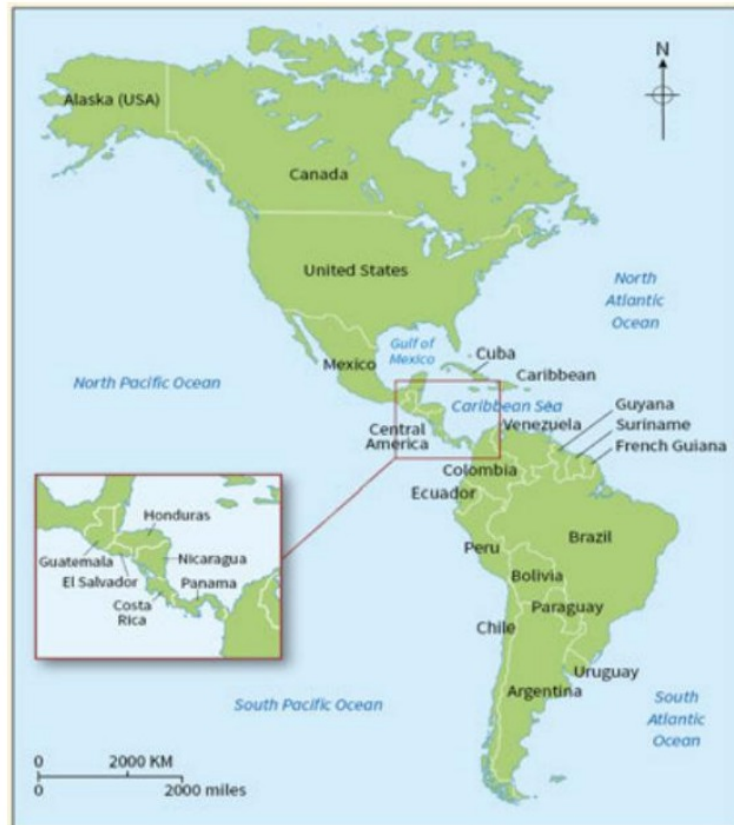 N
Alaska (USA)
Canada
United States
North
Atlantic
Ocean
Gulf of
Mexico
Mexico
Cuba
Caribbean
North Pacific Ocean
Caribbean Sea
Guyana
Central
America
Venezuela
Suriname
French Guiana
Colombia
Ecuador
Honduras
Brazil
Peru
Guatemala
Nicaragua
El Salvador
Panama
Bolivia
Costa
Rica
Paraguay
Chile
Uruguay
Argentina
South Pacific Ocean
South
Atlantic
Ocean
0 2000 KM
0 2000 miles